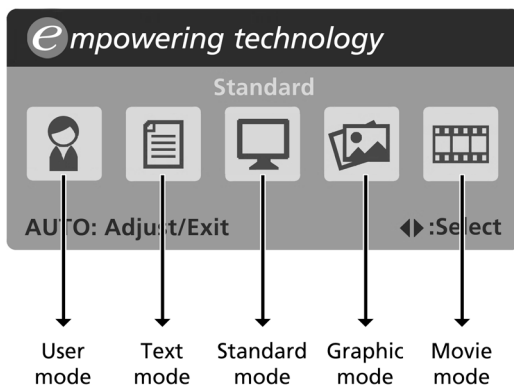 empowering technology
Standard
AUTO: Adjust/Exit ◀▶:Select
User mode
Text mode
Standard mode
Graphic mode
Movie mode